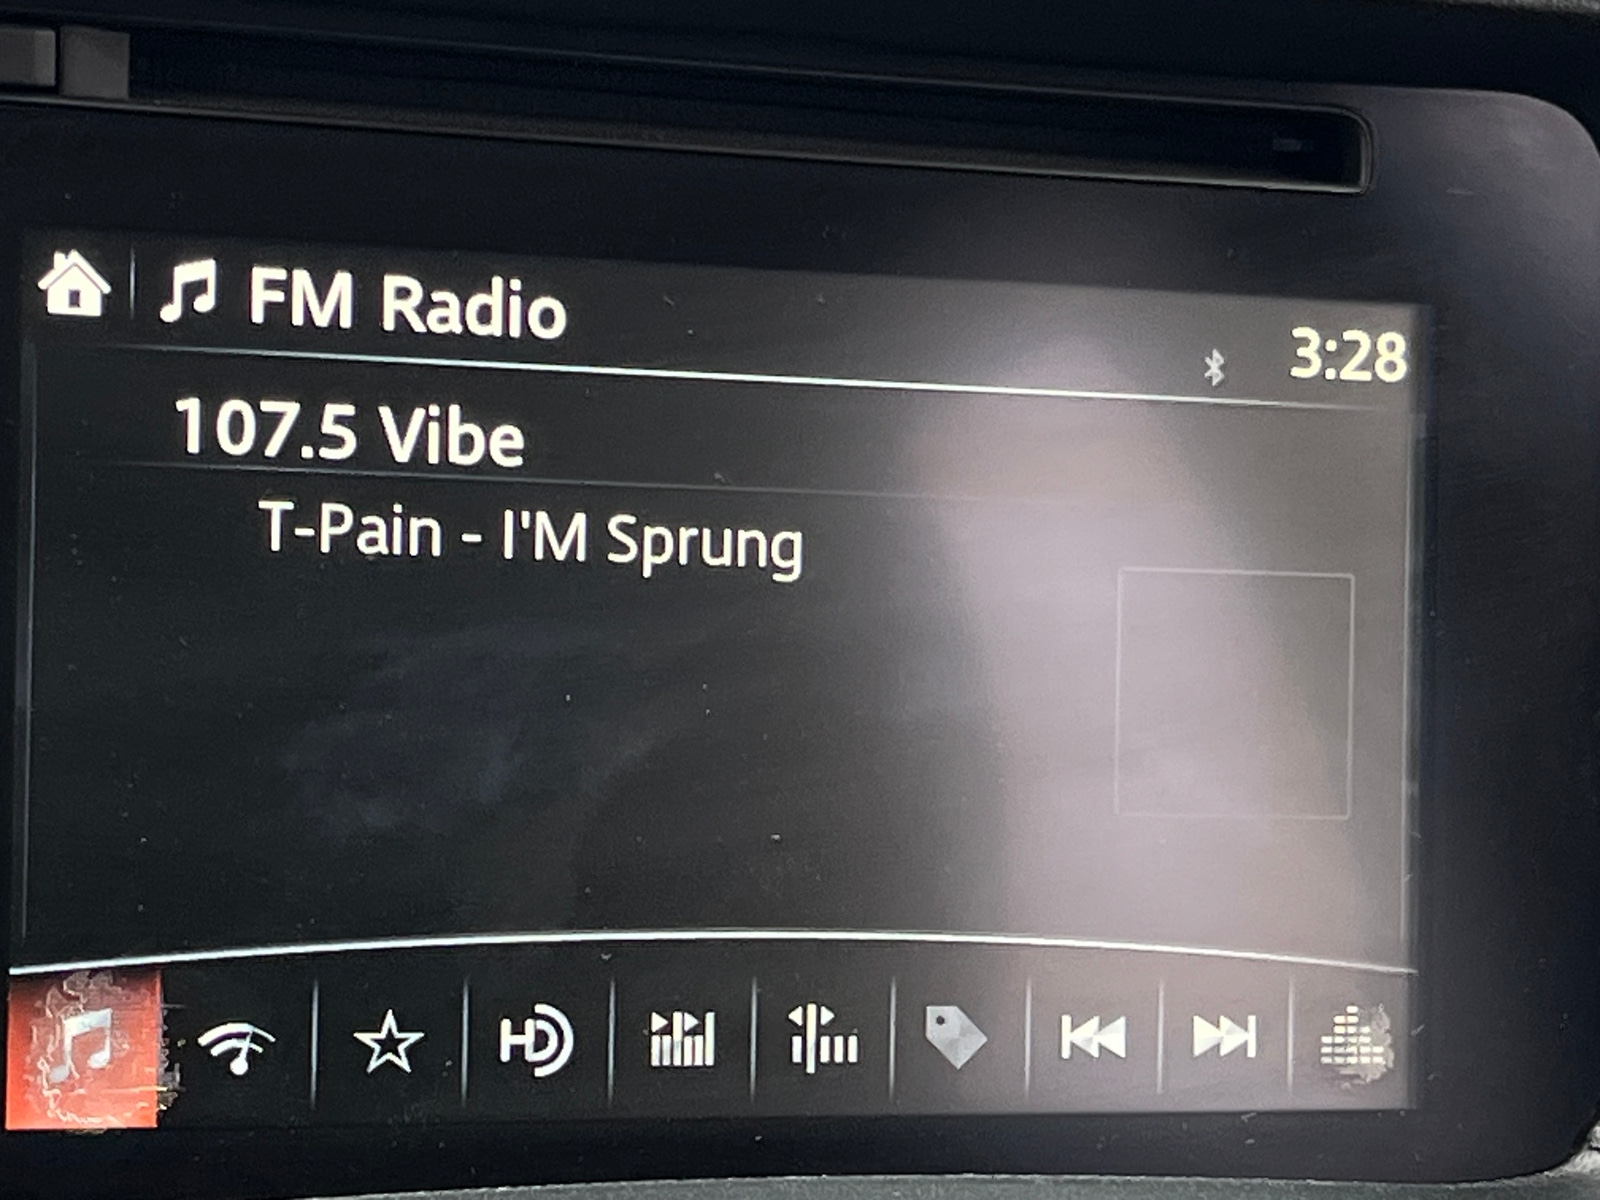 FM Radio
3:28
107.5 Vibe
T-Pain - I'M Sprung
HD